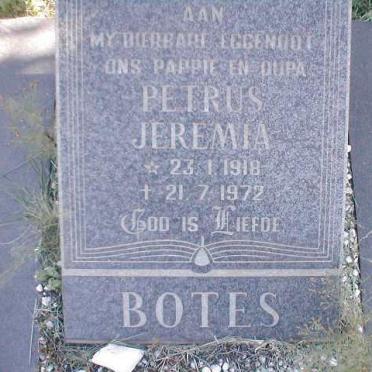 AAN
MY DIERBARE EGGENOOT
ONS PAPPIE EN OUPA
PETRUS
JEREMIA
* 23.1.1918
† 21.7.1972
GOD IS LIEFDE
BOTES